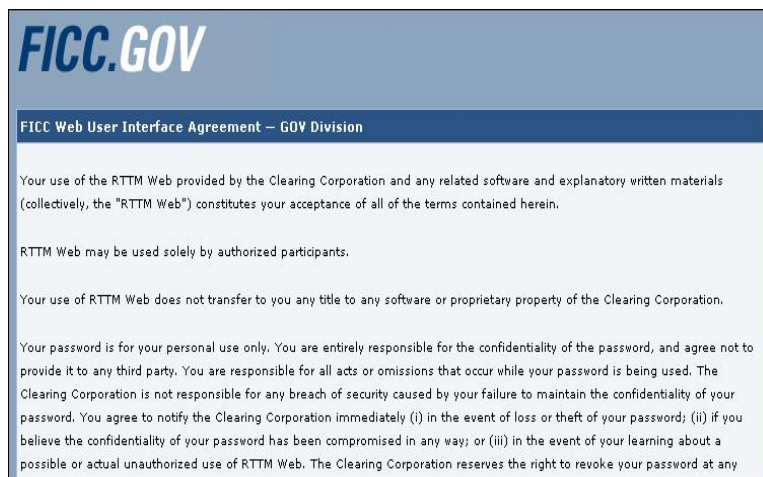 FICC.GOV
FICC Web User Interface Agreement — GOV Division
Your use of the RTTM Web provided by the Clearing Corporation and any related software and explanatory written materials
(collectively, the "RTTM Web") constitutes your acceptance of all of the terms contained herein.
RTTM Web may be used solely by authorized participants.
Your use of RTTM Web does not transfer to you any title to any software or proprietary property of the Clearing Corporation.
Your password is for your personal use only. You are entirely responsible for the confidentiality of the password, and agree not to
provide it to any third party. You are responsible for all acts or omissions that occur while your password is being used. The
Clearing Corporation is not responsible for any breach of security caused by your failure to maintain the confidentiality of your
password. You agree to notify the Clearing Corporation immediately (i) in the event of loss or theft of your password; (ii) if you
believe the confidentiality of your password has been compromised in any way; or (iii) in the event of your learning about a
possible or actual unauthorized use of RTTM Web. The Clearing Corporation reserves the right to revoke your password at any